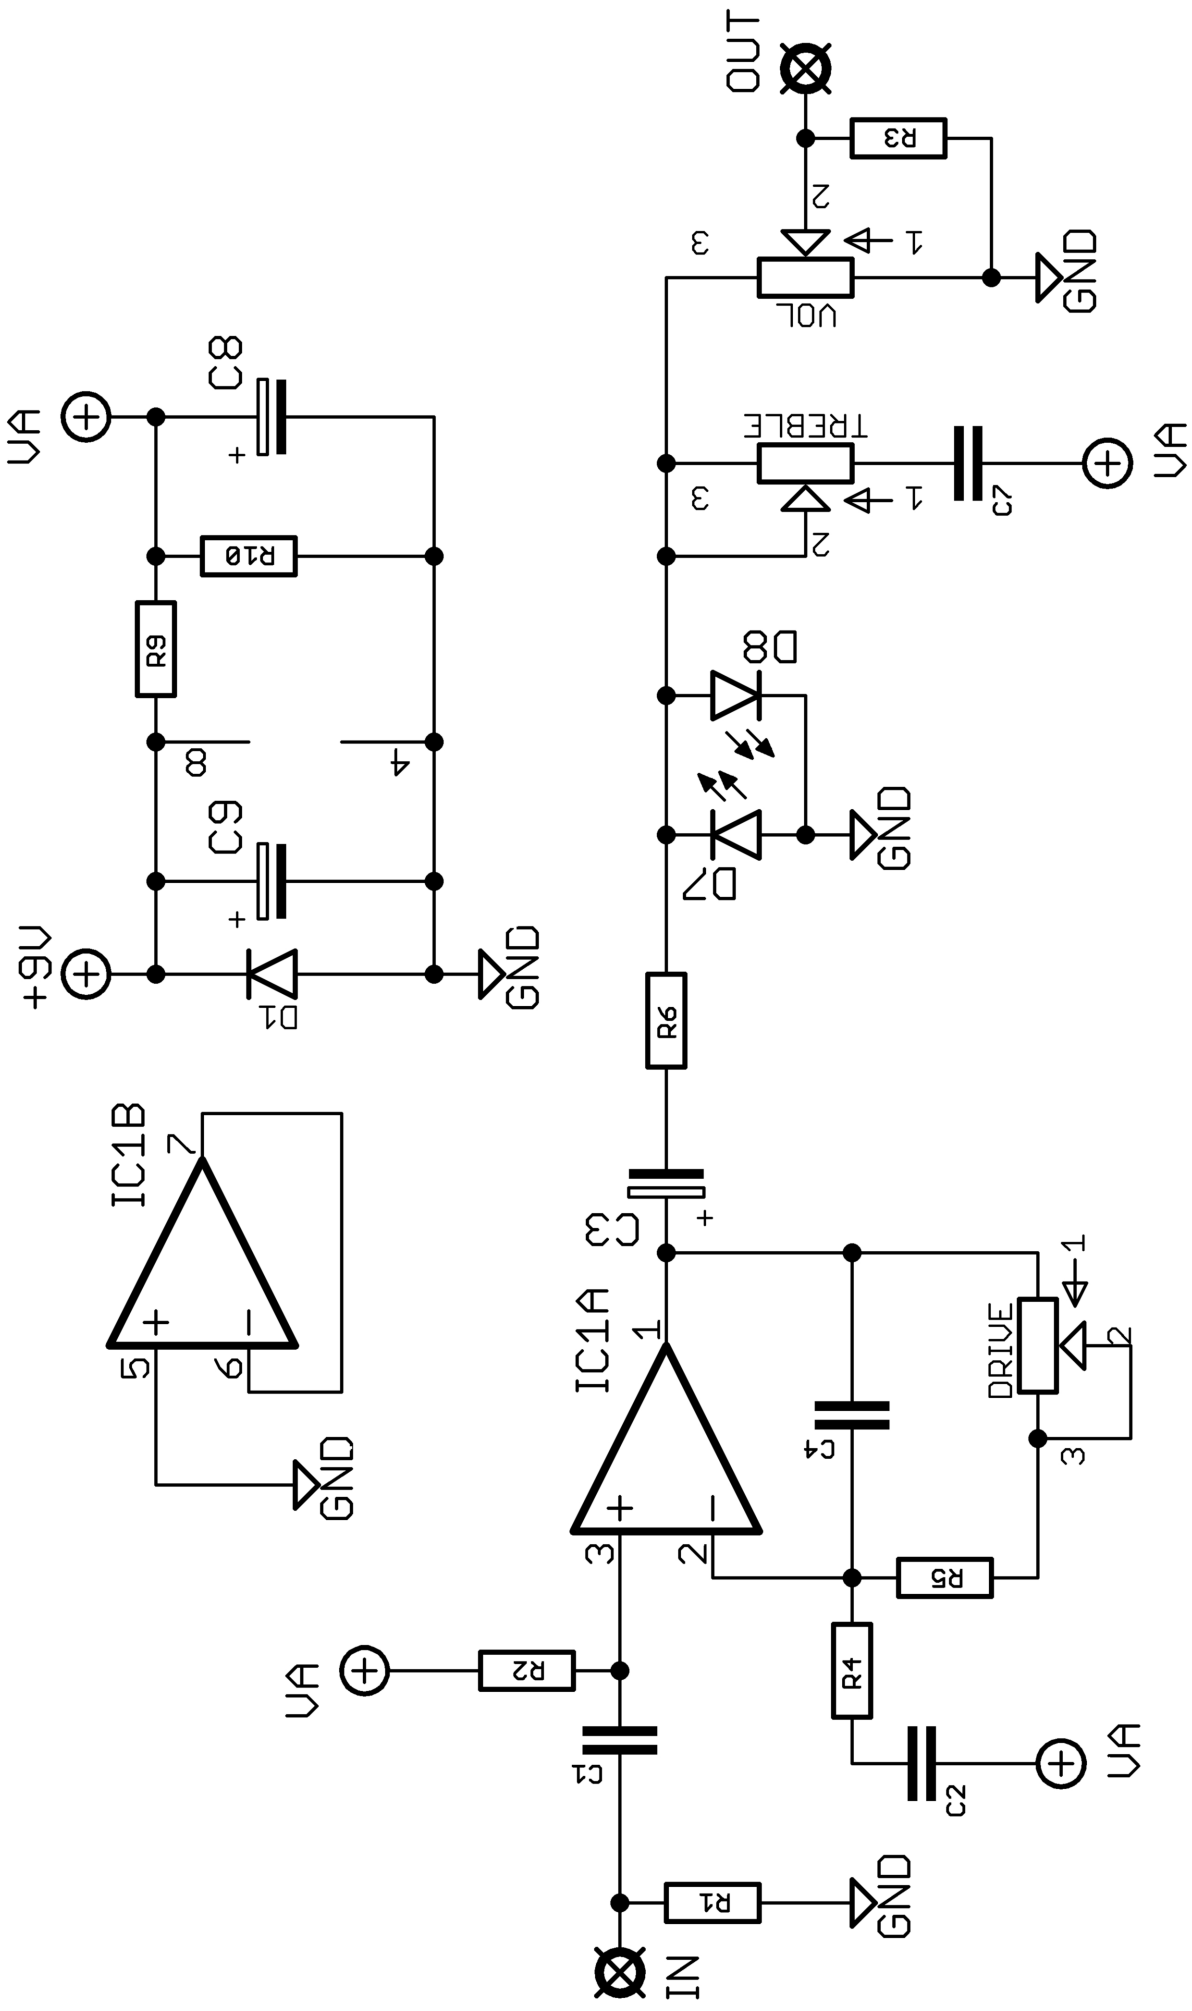 OUT
R3
2
3
1
VOL
GND
VA
C8
+
R10
R9
8
4
C9
+
+9V
D1
GND
TREBLE
3
1
2
C7
VA
D8
D7
GND
R6
IC1B
7
+
5
-
6
GND
C3
+
IC1A
1
+
3
-
2
C4
DRIVE
1
2
3
R5
R4
VA
R2
C1
C2
VA
R1
GND
IN